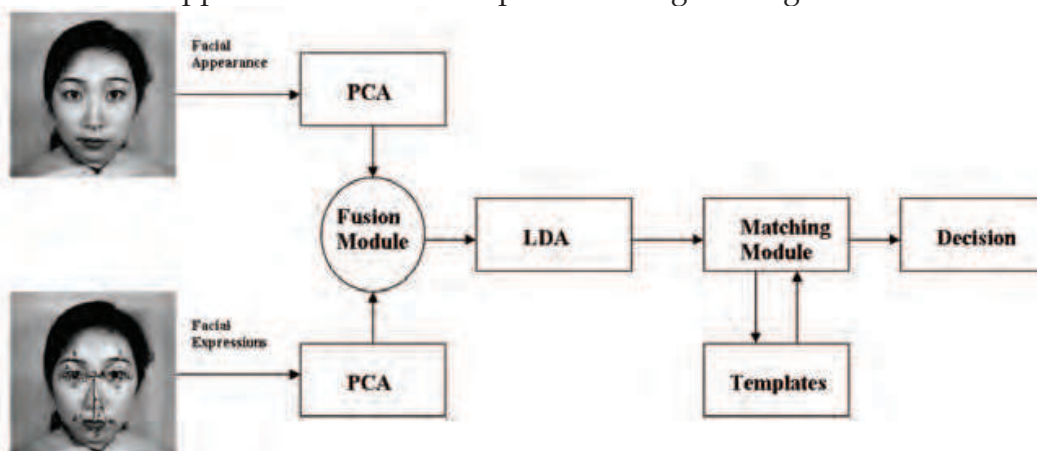 Facial
Appearance
PCA
Fusion
Module
LDA
Matching
Module
Decision
Facial
Expressions
PCA
Templates